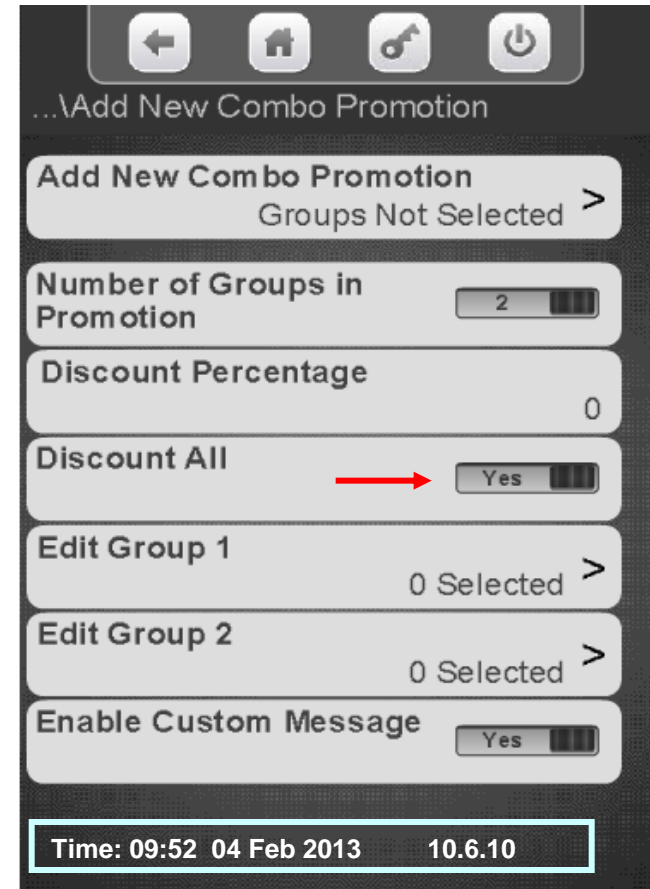 ...\Add New Combo Promotion
Add New Combo Promotion
Groups Not Selected >
Number of Groups in
Promotion
2
Discount Percentage
0
Discount All
Yes
Edit Group 1
0 Selected >
Edit Group 2
0 Selected >
Enable Custom Message
Yes
Time: 09:52 04 Feb 2013 10.6.10